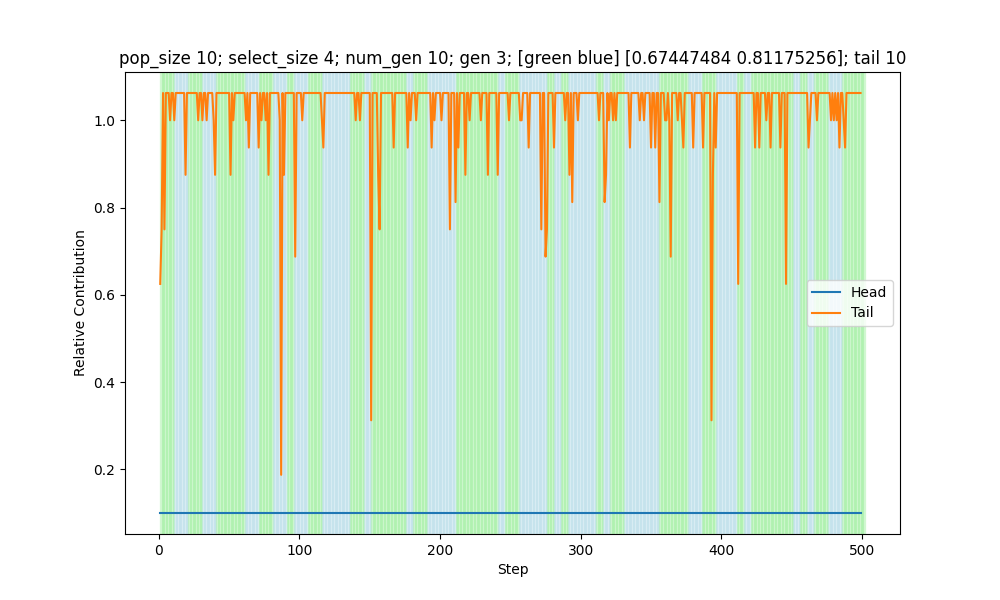 pop_size 10; select_size 4; num_gen 10; gen 3; [green blue] [0.67447484 0.81175256]; tail 10
1.0
0.8
0.6
0.4
0.2
Relative Contribution
Head
Tail
0 100 200 300 400 500
Step